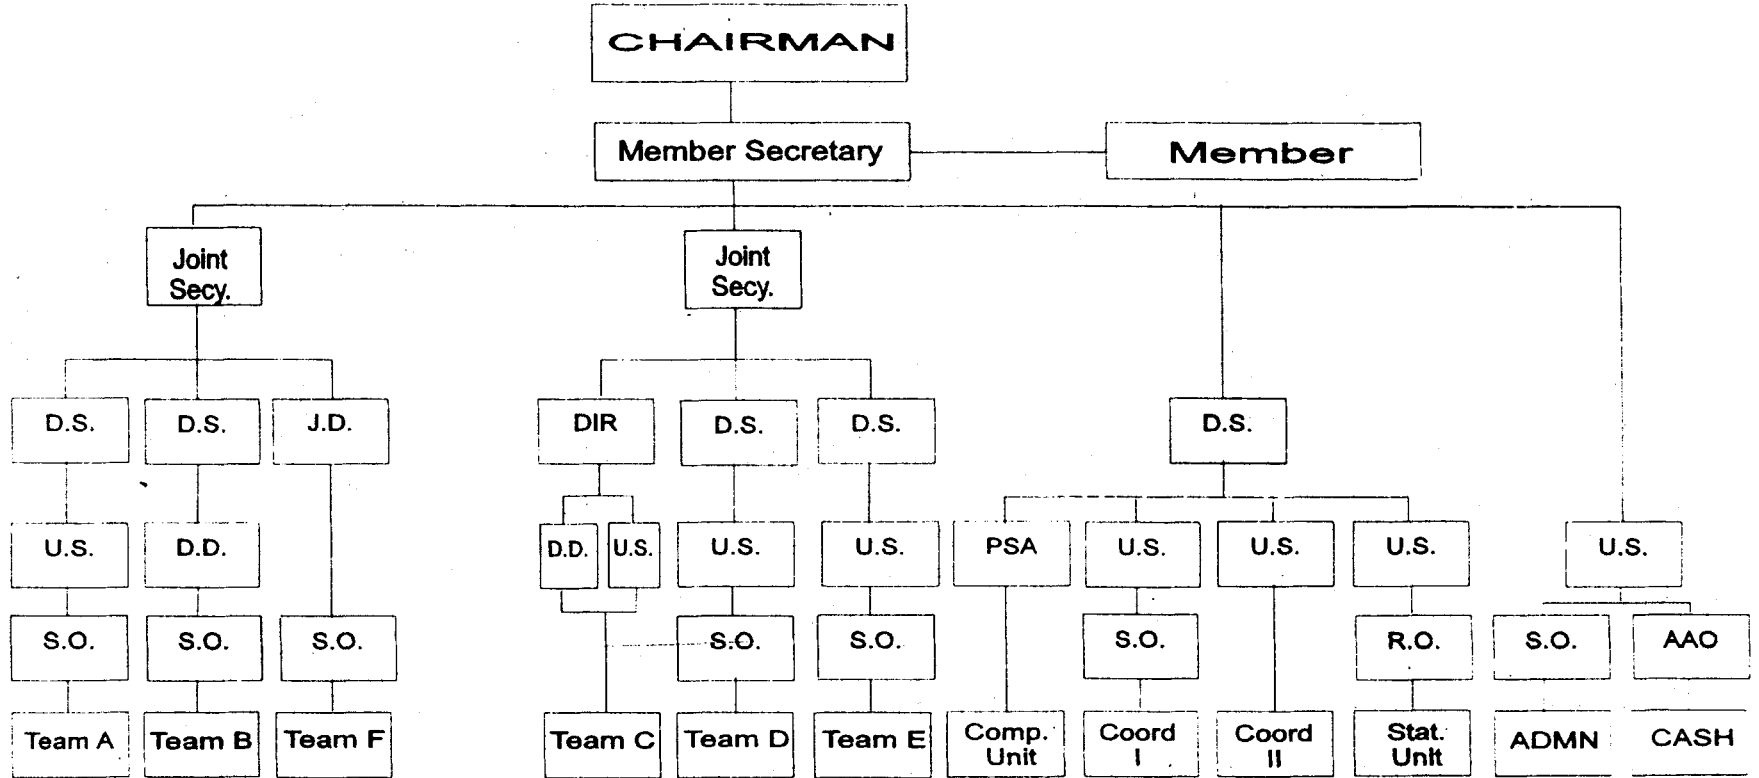 CHAIRMAN
Member Secretary
Member
Joint
Secy.
Joint
Secy.
D.S.
D.S.
J.D.
DIR
D.S.
D.S.
D.S.
U.S.
D.D.
D.D.
U.S.
U.S.
U.S.
PSA
U.S.
U.S.
U.S.
U.S.
S.O.
S.O.
S.O.
S.O.
S.O.
S.O.
R.O.
S.O.
AAO
Team A
Team B
Team F
Team C
Team D
Team E
Comp.
Unit
Coord
I
Coord
II
Stat.
Unit
ADMN
CASH